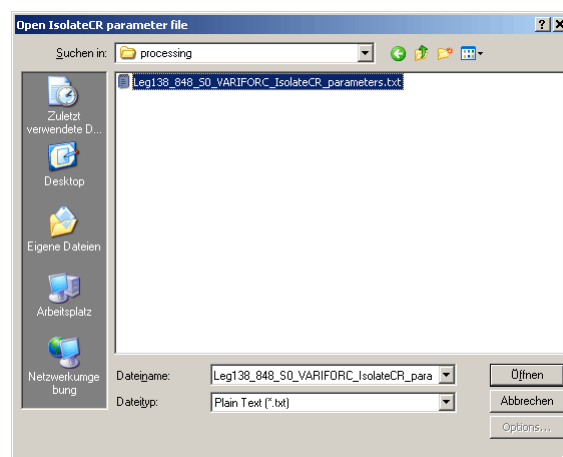 Open IsolateCR parameter file
Suchen in:
processing
Leg138_848_S0_VARIFORC_IsolateCR_parameters.txt
Zuletzt
verwendete D...
Desktop
Eigene Dateien
Arbeitsplatz
Netzwerkumge
bung
Dateiname:
Leg138_848_S0_VARIFORC_IsolateCR_para
Öffnen
Dateityp:
Plain Text (*.txt)
Abbrechen
Options...